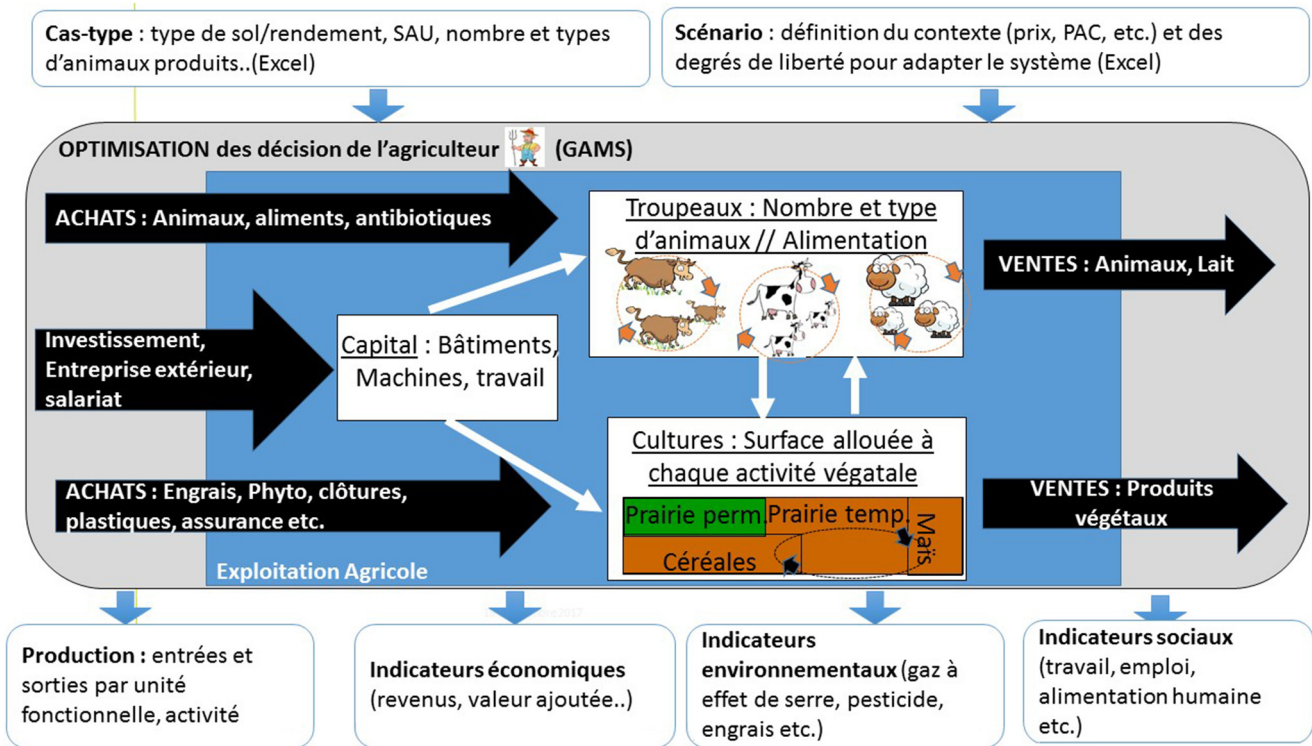 Cas-type : type de sol/rendement, SAU, nombre et types
d'animaux produits..(Excel)
Scénario : définition du contexte (prix, PAC, etc.) et des
degrés de liberté pour adapter le système (Excel)
OPTIMISATION des décision de l'agriculteur (GAMS)
ACHATS : Animaux, aliments, antibiotiques
Troupeaux : Nombre et type
d'animaux // Alimentation
VENTES : Animaux, Lait
Investissement,
Entreprise extérieur,
salariat
Capital : Bâtiments,
Machines, travail
Cultures : Surface allouée à
chaque activité végatale
ACHATS : Engrais, Phyto, clôtures,
plastiques, assurance etc.
VENTES : Produits
végétaux
Prairie perm.
Prairie temp.
Maïs
Céréales
Exploitation Agricole
Production : entrées et
sorties par unité
fonctionnelle, activité
Indicateurs économiques
(revenus, valeur ajoutée..)
Indicateurs
environnementaux (gaz à
effet de serre, pesticide,
engrais etc.)
Indicateurs sociaux
(travail, emploi,
alimentation humaine
etc.)